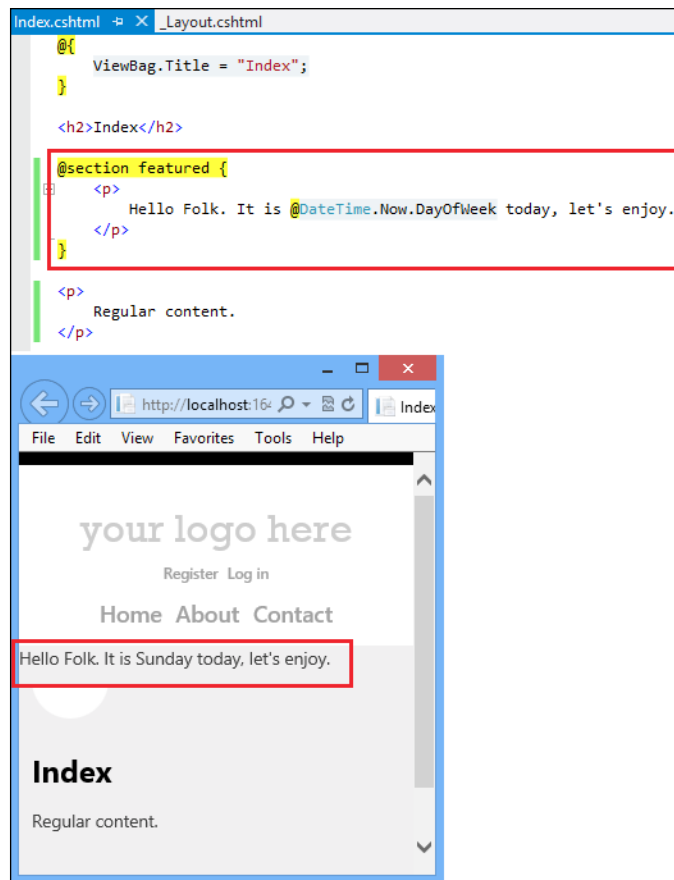 Index.cshtml _Layout.cshtml
@{
ViewBag.Title = "Index";
}
<h2>Index</h2>
@section featured {
<p>
Hello Folk. It is @DateTime.Now.DayOfWeek today, let's enjoy.
</p>
}
<p>
Regular content.
</p>
http://localhost:164 Index
File Edit View Favorites Tools Help
your logo here
Register Log in
Home About Contact
Hello Folk. It is Sunday today, let's enjoy.
Index
Regular content.